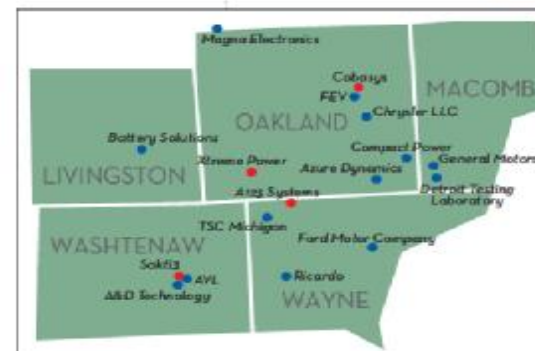 Magna Electronics
Cobasys
MACOMB
FEV
OAKLAND
Chrysler LLC
Battery Solutions
Compact Power
Xtreme Power
General Motors
LIVINGSTON
Azure Dynamics
Detroit Testing
Laboratory
A123 Systems
TSC Michigan
WASHTENAW
Ford Motor Company
Sakti3
AVL
Ricardo
A&D Technology
WAYNE